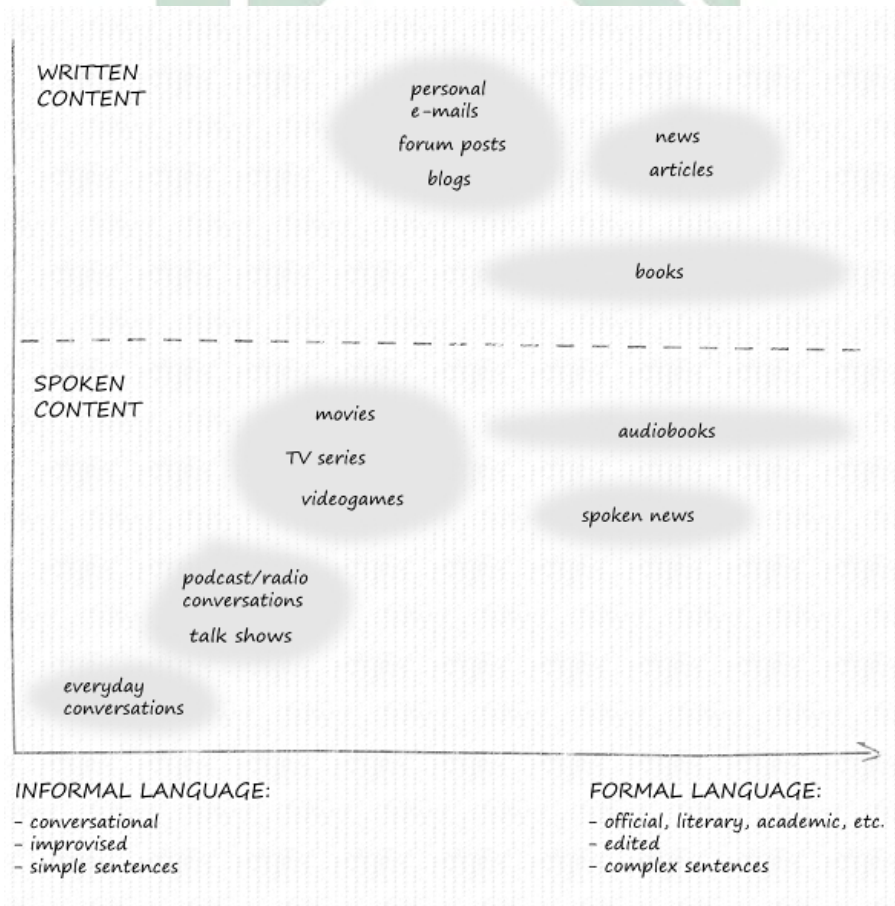 WRITTEN
CONTENT
personal
e-mails
forum posts
blogs
news
articles
books
SPOKEN
CONTENT
movies
TV series
videogames
audiobooks
spoken news
podcast/radio
conversations
talk shows
everyday
conversations
INFORMAL LANGUAGE:
- conversational
- improvised
- simple sentences
FORMAL LANGUAGE:
- official, literary, academic, etc.
- edited
- complex sentences